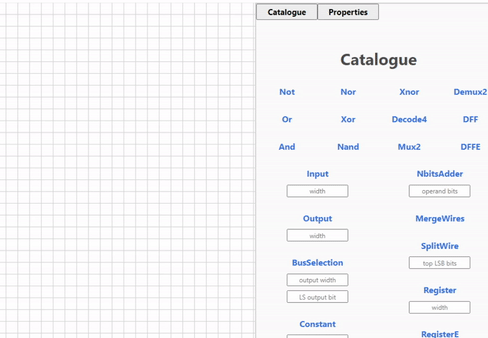 Catalogue Properties
Catalogue
Not Nor Xnor Demux2
Or Xor Decode4 DFF
And Nand Mux2 DFFE
Input NbitsAdder
width operand bits
Output MergeWires
width
SplitWire
BusSelection top LSB bits
output width
LS output bit Register
width
Constant
RegisterE